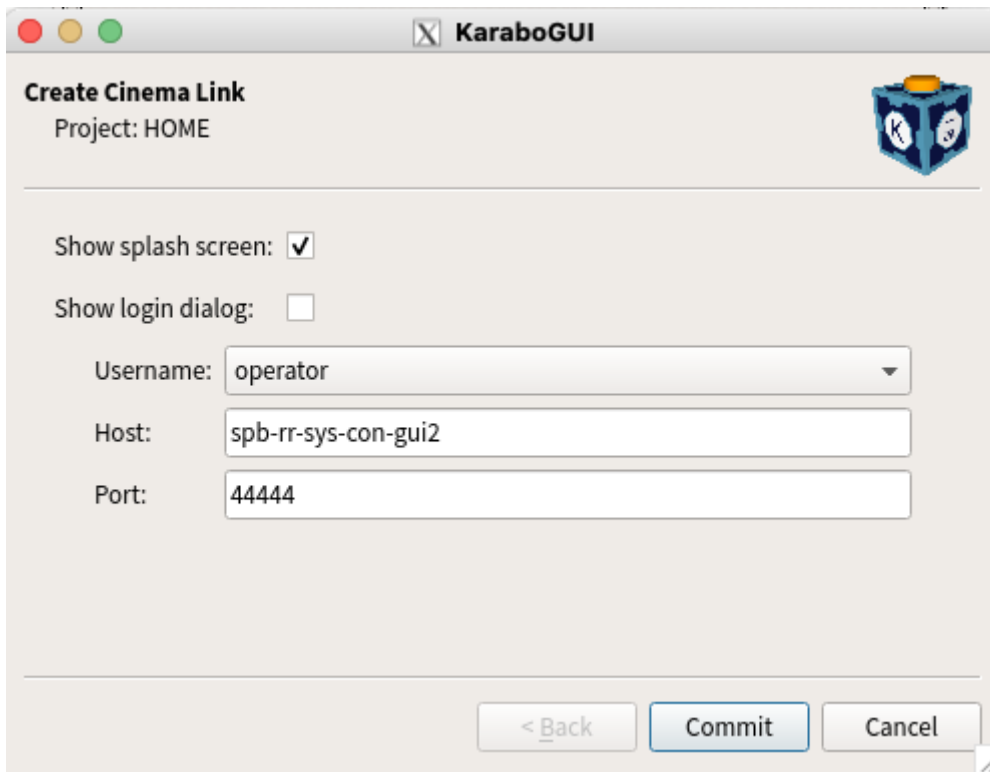 KaraboGUI
Create Cinema Link
Project: HOME
Show splash screen:
Show login dialog:
Username: operator
Host: spb-rr-sys-con-gui2
Port: 44444
< Back Commit Cancel